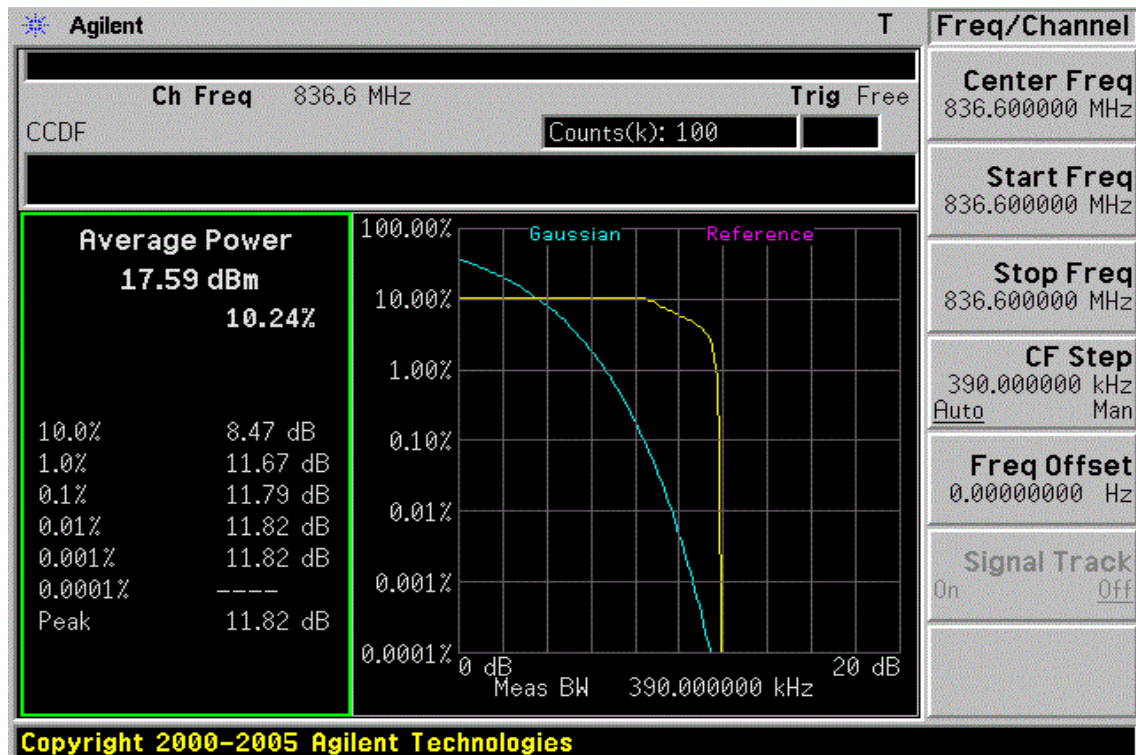 Agilent T
Freq/Channel
Ch Freq 836.6 MHz Trig Free
CCDF Counts(k): 100
Average Power
17.59 dBm
10.24%
10.0% 8.47 dB
1.0% 11.67 dB
0.1% 11.79 dB
0.01% 11.82 dB
0.001% 11.82 dB
0.0001% ----
Peak 11.82 dB
Gaussian Reference
100.00%
10.00%
1.00%
0.10%
0.01%
0.001%
0.0001%
0 dB 20 dB
Meas BW 390.000000 kHz
Center Freq
836.600000 MHz
Start Freq
836.600000 MHz
Stop Freq
836.600000 MHz
CF Step
390.000000 kHz
Auto Man
Freq Offset
0.00000000 Hz
Signal Track
On Off
Copyright 2000-2005 Agilent Technologies